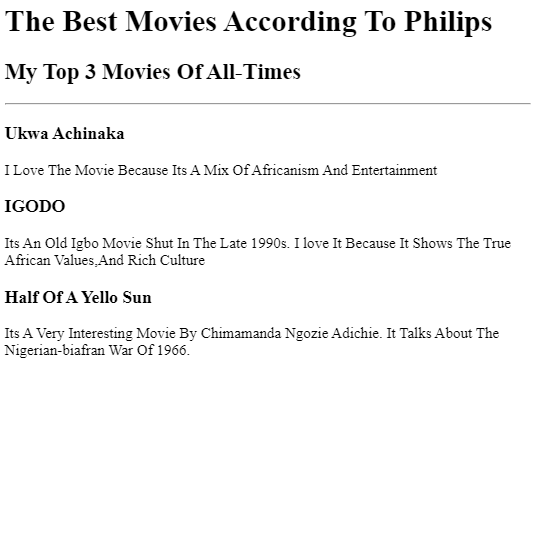 The Best Movies According To Philips
My Top 3 Movies Of All-Times
Ukwa Achinaka
I Love The Movie Because Its A Mix Of Africanism And Entertainment
IGODO
Its An Old Igbo Movie Shut In The Late 1990s. I love It Because It Shows The True
African Values,And Rich Culture
Half Of A Yello Sun
Its A Very Interesting Movie By Chimamanda Ngozie Adichie. It Talks About The
Nigerian-biafran War Of 1966.